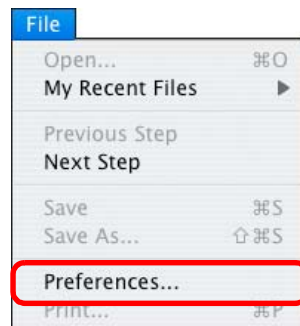 File
Open... ⌘O
My Recent Files ▶
Previous Step
Next Step
Save ⌘S
Save As... ⇧⌘S
Preferences...
Print... ⌘P